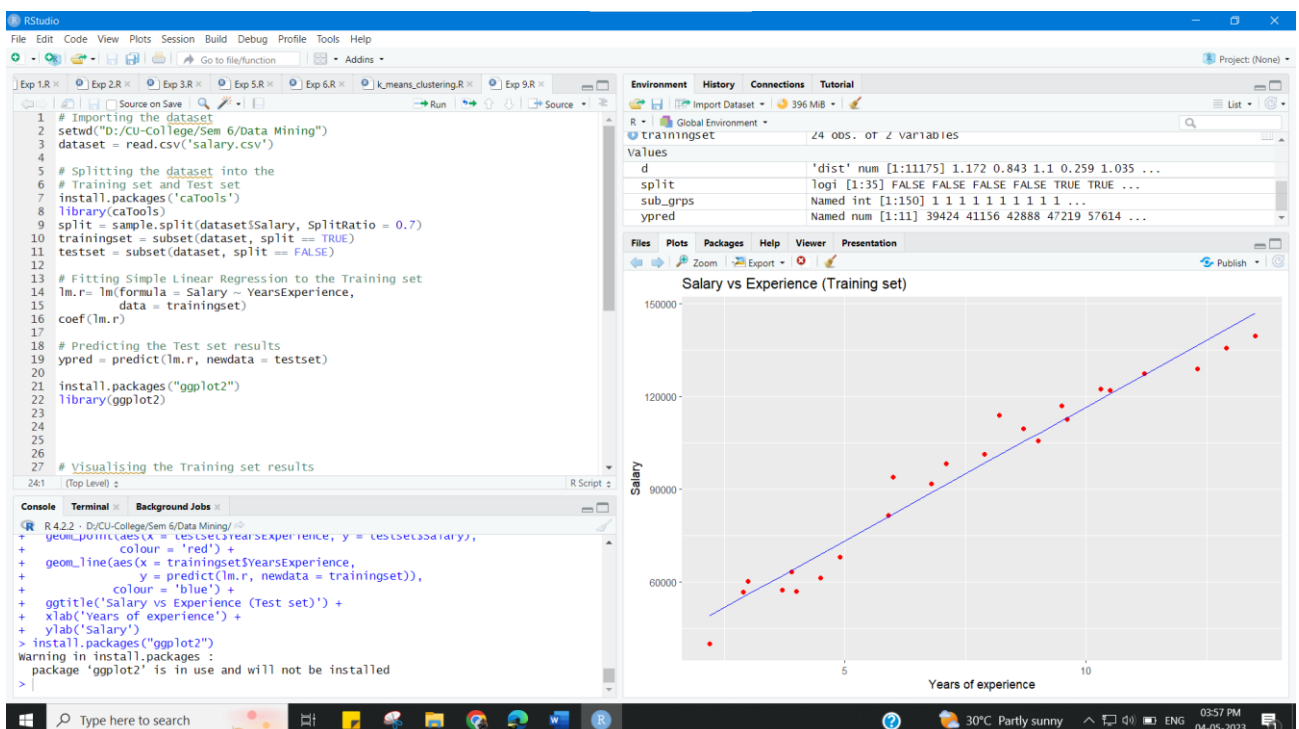 RStudio
File Edit Code View Plots Session Build Debug Profile Tools Help
Go to file/function Addins Project: (None)
Exp 1.R Exp 2.R Exp 3.R Exp 5.R Exp 6.R k_means_clustering.R Exp 9.R
Source on Save Run Source
1 # Importing the dataset
2 setwd("D:/CU-College/Sem 6/Data Mining")
3 dataset = read.csv('salary.csv')
4
5 # Splitting the dataset into the
6 # Training set and Test set
7 install.packages('caTools')
8 library(caTools)
9 split = sample.split(dataset$Salary, SplitRatio = 0.7)
10 trainingset = subset(dataset, split == TRUE)
11 testset = subset(dataset, split == FALSE)
12
13 # Fitting Simple Linear Regression to the Training set
14 lm.r= lm(formula = Salary ~ YearsExperience,
15 data = trainingset)
16 coef(lm.r)
17
18 # Predicting the Test set results
19 ypred = predict(lm.r, newdata = testset)
20
21 install.packages("ggplot2")
22 library(ggplot2)
23
24
25
26
27 # Visualising the Training set results
24:1 (Top Level) R Script
Console Terminal Background Jobs
R 4.2.2 · D:/CU-College/Sem 6/Data Mining/
+ geom_point(aes(x = testset$YearsExperience, y = testset$Salary),
+ colour = 'red') +
+ geom_line(aes(x = trainingset$YearsExperience,
+ y = predict(lm.r, newdata = trainingset)),
+ colour = 'blue') +
+ ggtitle('Salary vs Experience (Test set)') +
+ xlab('Years of experience') +
+ ylab('Salary')
> install.packages("ggplot2")
Warning in install.packages :
package ‘ggplot2’ is in use and will not be installed
>
Environment History Connections Tutorial
Import Dataset 396 MiB List
R Global Environment
trainingset 24 obs. of 2 variables
Values
d 'dist' num [1:11175] 1.172 0.843 1.1 0.259 1.035 ...
split logi [1:35] FALSE FALSE FALSE FALSE TRUE TRUE ...
sub_grps Named int [1:150] 1 1 1 1 1 1 1 1 1 1 ...
ypred Named num [1:11] 39424 41156 42888 47219 57614 ...
Files Plots Packages Help Viewer Presentation
Zoom Export Publish
Salary vs Experience (Training set)
150000
120000
90000
60000
Salary
5 10
Years of experience
Type here to search
W R ? 30°C Partly sunny ENG 03:57 PM
04-05-2023